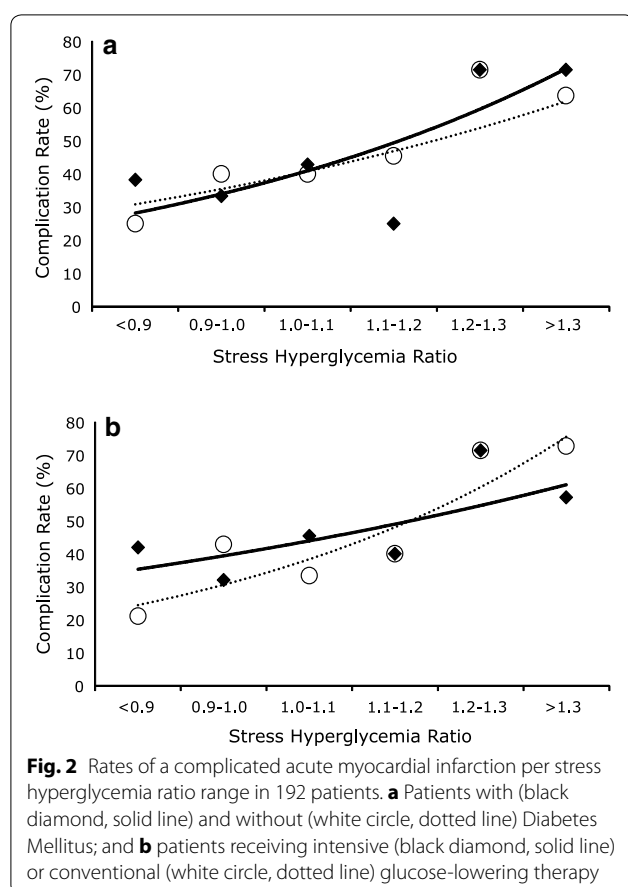 a
80
70
60
50
40
30
20
10
0
Complication Rate (%)
<0.9 0.9-1.0 1.0-1.1 1.1-1.2 1.2-1.3 >1.3
Stress Hyperglycemia Ratio
b
80
70
60
50
40
30
20
10
0
Complication Rate (%)
<0.9 0.9-1.0 1.0-1.1 1.1-1.2 1.2-1.3 >1.3
Stress Hyperglycemia Ratio
Fig. 2 Rates of a complicated acute myocardial infarction per stress
hyperglycemia ratio range in 192 patients. a Patients with (black
diamond, solid line) and without (white circle, dotted line) Diabetes
Mellitus; and b patients receiving intensive (black diamond, solid line)
or conventional (white circle, dotted line) glucose-lowering therapy